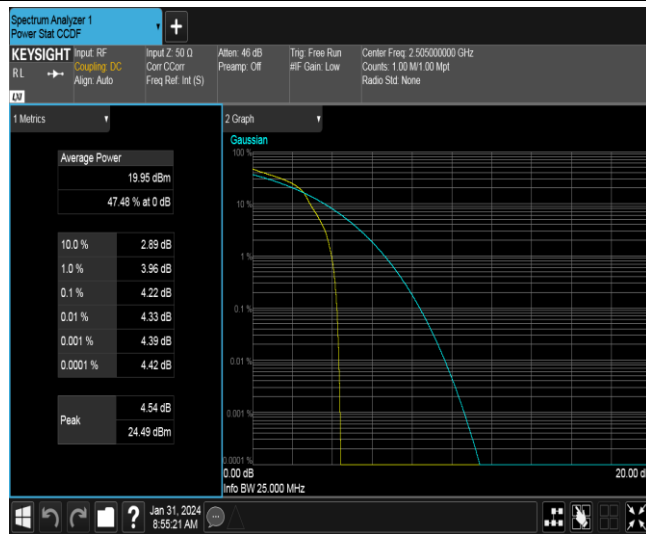 Spectrum Analyzer 1
Power Stat CCDF
+
KEYSIGHT
RL
LXI
Input: RF
Coupling: DC
Align: Auto
Input Z: 50 Ω
Corr CCorr
Freq Ref: Int (S)
Atten: 46 dB
Preamp: Off
Trig: Free Run
#IF Gain: Low
Center Freq: 2.505000000 GHz
Counts: 1.00 M/1.00 Mpt
Radio Std: None
1 Metrics
Average Power
19.95 dBm
47.48 % at 0 dB
10.0 % 2.89 dB
1.0 % 3.96 dB
0.1 % 4.22 dB
0.01 % 4.33 dB
0.001 % 4.39 dB
0.0001 % 4.42 dB
Peak 4.54 dB
24.49 dBm
2 Graph
Gaussian
100 %
10 %
1 %
0.1 %
0.01 %
0.001 %
0.0001 %
0.00 dB 20.00 d
Info BW 25.000 MHz
?
Jan 31, 2024
8:55:21 AM